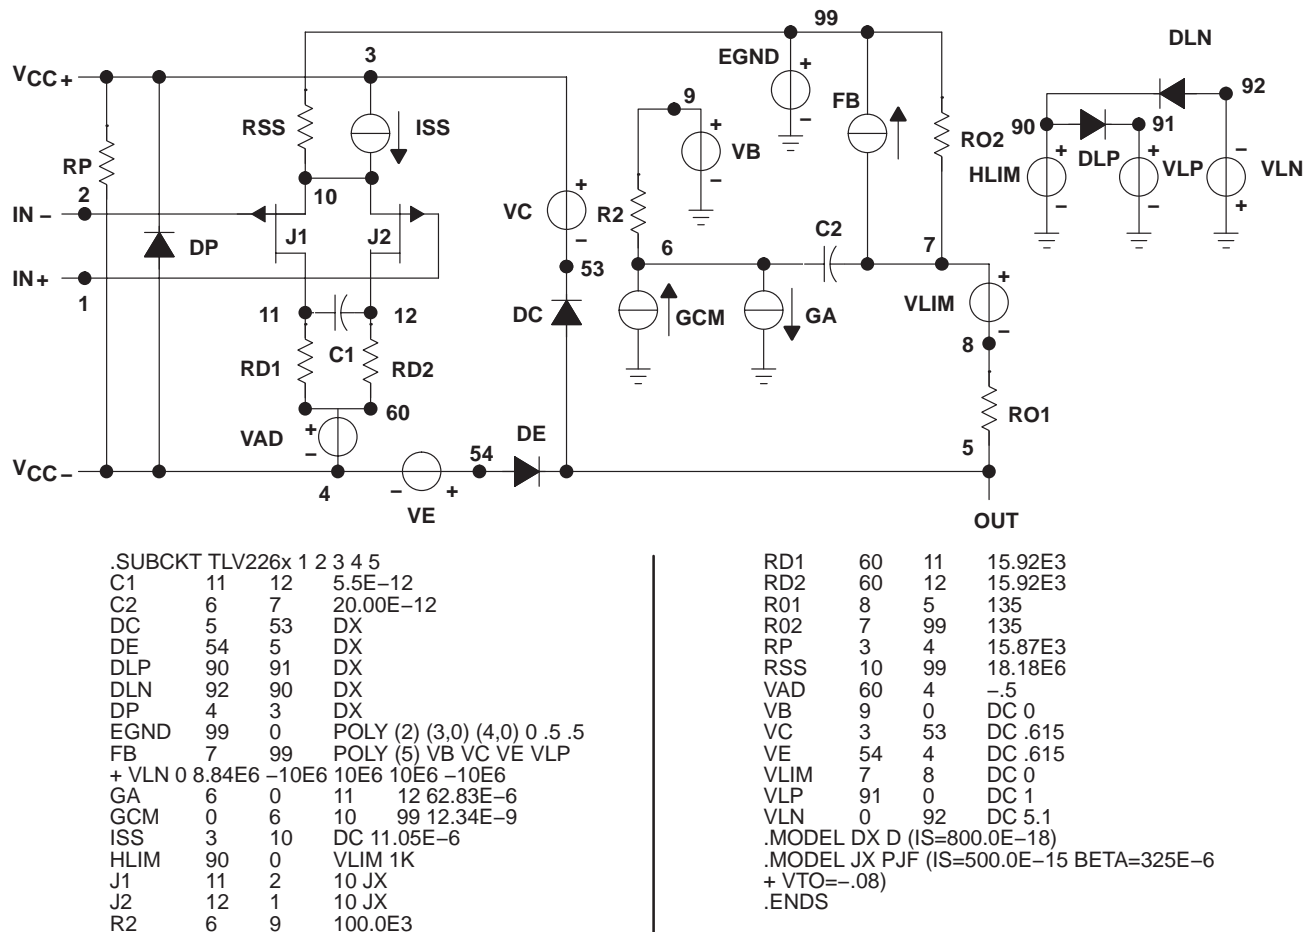 99
DLN
3
EGND
+
VCC+
92
9
FB
+
90
91
RSS
ISS
RO2
DLP
VB
−
+
+
−
RP
HLIM
VLP
VLN
10
−
−
+
2
+
IN −
VC
R2
C2
J1
J2
−
6
7
DP
IN+
53
+
1
VLIM
GCM
GA
11
12
DC
−
C1
8
RD1
RD2
RO1
60
+
VAD
DE
−
54
5
VCC−
4
−
+
VE
OUT
.SUBCKT TLV226x 1 2 3 4 5
C1 11 12 5.5E−12
C2 6 7 20.00E−12
DC 5 53 DX
DE 54 5 DX
DLP 90 91 DX
DLN 92 90 DX
DP 4 3 DX
EGND 99 0 POLY (2) (3,0) (4,0) 0 .5 .5
FB 7 99 POLY (5) VB VC VE VLP
+ VLN 0 8.84E6 −10E6 10E6 10E6 −10E6
GA 6 0 11 12 62.83E−6
GCM 0 6 10 99 12.34E−9
ISS 3 10 DC 11.05E−6
HLIM 90 0 VLIM 1K
J1 11 2 10 JX
J2 12 1 10 JX
R2 6 9 100.0E3
RD1 60 11 15.92E3
RD2 60 12 15.92E3
R01 8 5 135
R02 7 99 135
RP 3 4 15.87E3
RSS 10 99 18.18E6
VAD 60 4 −.5
VB 9 0 DC 0
VC 3 53 DC .615
VE 54 4 DC .615
VLIM 7 8 DC 0
VLP 91 0 DC 1
VLN 0 92 DC 5.1
.MODEL DX D (IS=800.0E−18)
.MODEL JX PJF (IS=500.0E−15 BETA=325E−6
+ VTO=−.08)
.ENDS